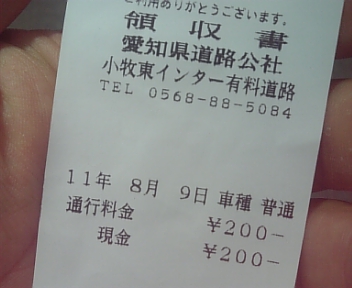 ご利用ありがとうございます。
領収書
愛知県道路公社
小牧東インター有料道路
TEL 0568-88-5084
11年 8月 9日 車種 普通
通行料金 ¥200-
現金 ¥200-